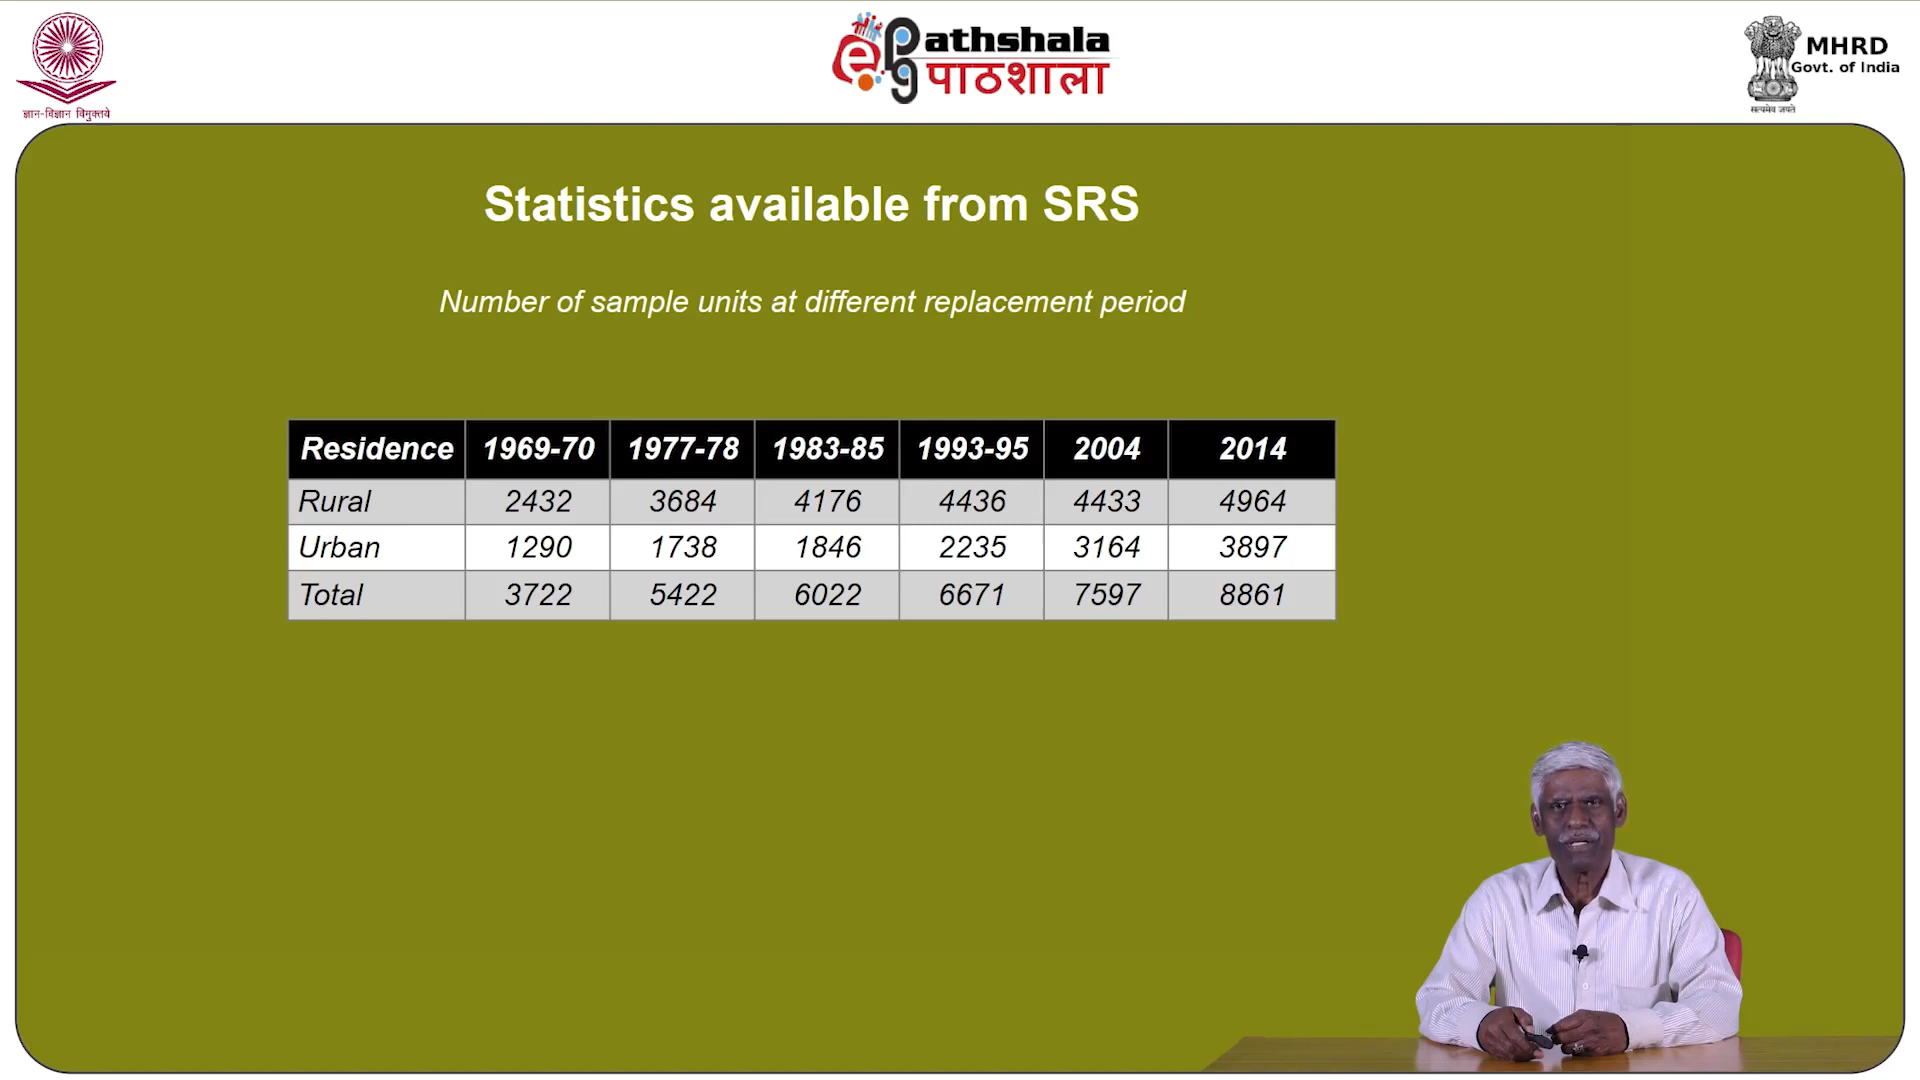 ज्ञान-विज्ञान विमुक्तये
ePathshala
pg पाठशाला
MHRD
Govt. of India
सत्यमेव जयते
Statistics available from SRS
Number of sample units at different replacement period
Residence 1969-70 1977-78 1983-85 1993-95 2004 2014
Rural 2432 3684 4176 4436 4433 4964
Urban 1290 1738 1846 2235 3164 3897
Total 3722 5422 6022 6671 7597 8861